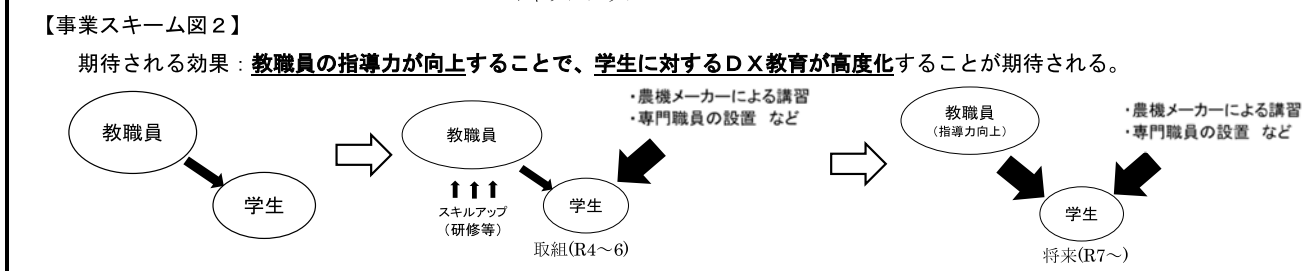 【事業スキーム図２】
期待される効果：教職員の指導力が向上することで、学生に対するＤＸ教育が高度化することが期待される。
教職員
学生
教職員
・農機メーカーによる講習
・専門職員の設置　など
スキルアップ
（研修等）
学生
取組(R4～6)
教職員
（指導力向上）
・農機メーカーによる講習
・専門職員の設置　など
学生
将来(R7～)